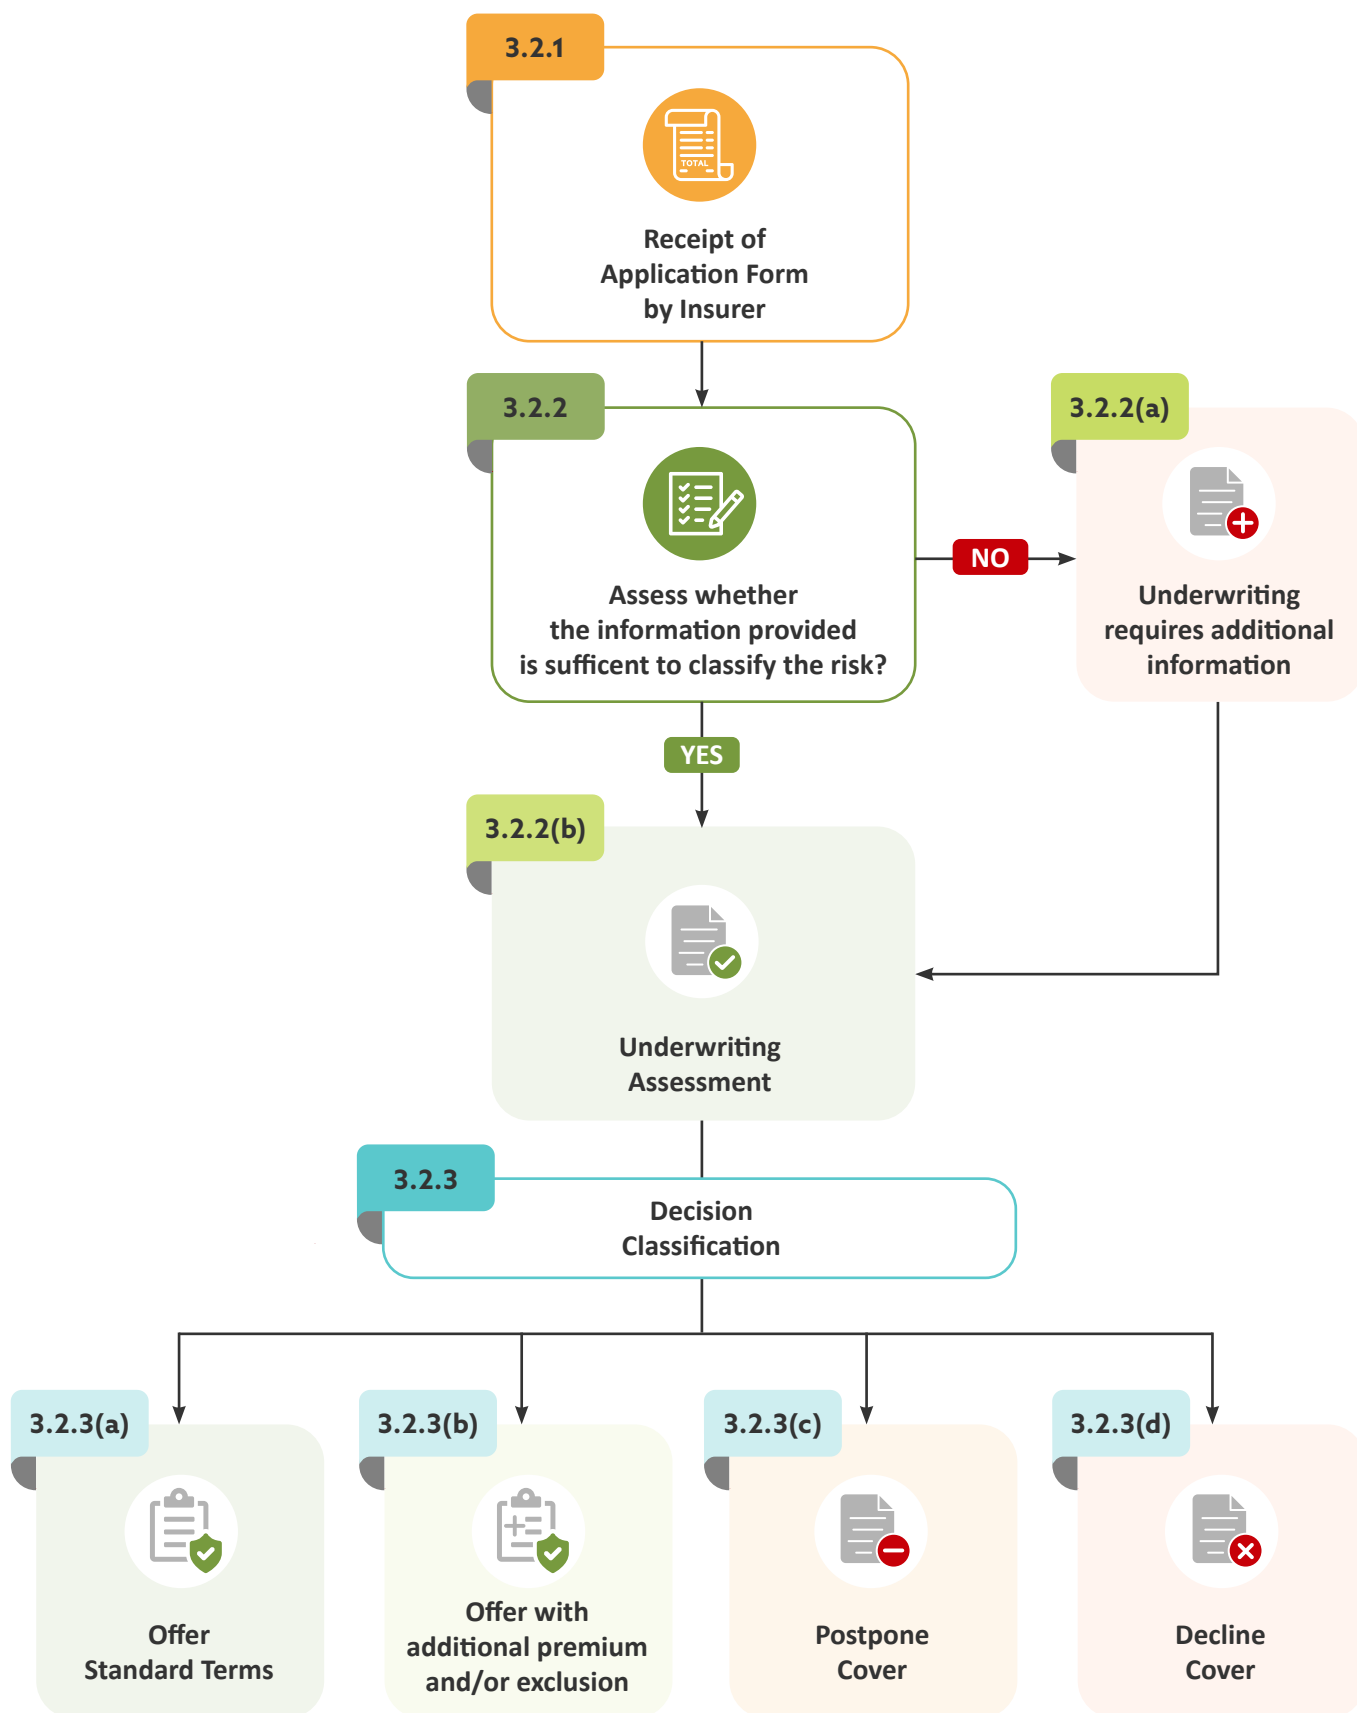 3.2.1
TOTAL
Receipt of
Application Form
by Insurer
3.2.2
Assess whether
the information provided
is sufficent to classify the risk?
NO
3.2.2(a)
Underwriting
requires additional
information
YES
3.2.2(b)
Underwriting
Assessment
3.2.3
Decision
Classification
3.2.3(a)
Offer
Standard Terms
3.2.3(b)
Offer with
additional premium
and/or exclusion
3.2.3(c)
Postpone
Cover
3.2.3(d)
Decline
Cover